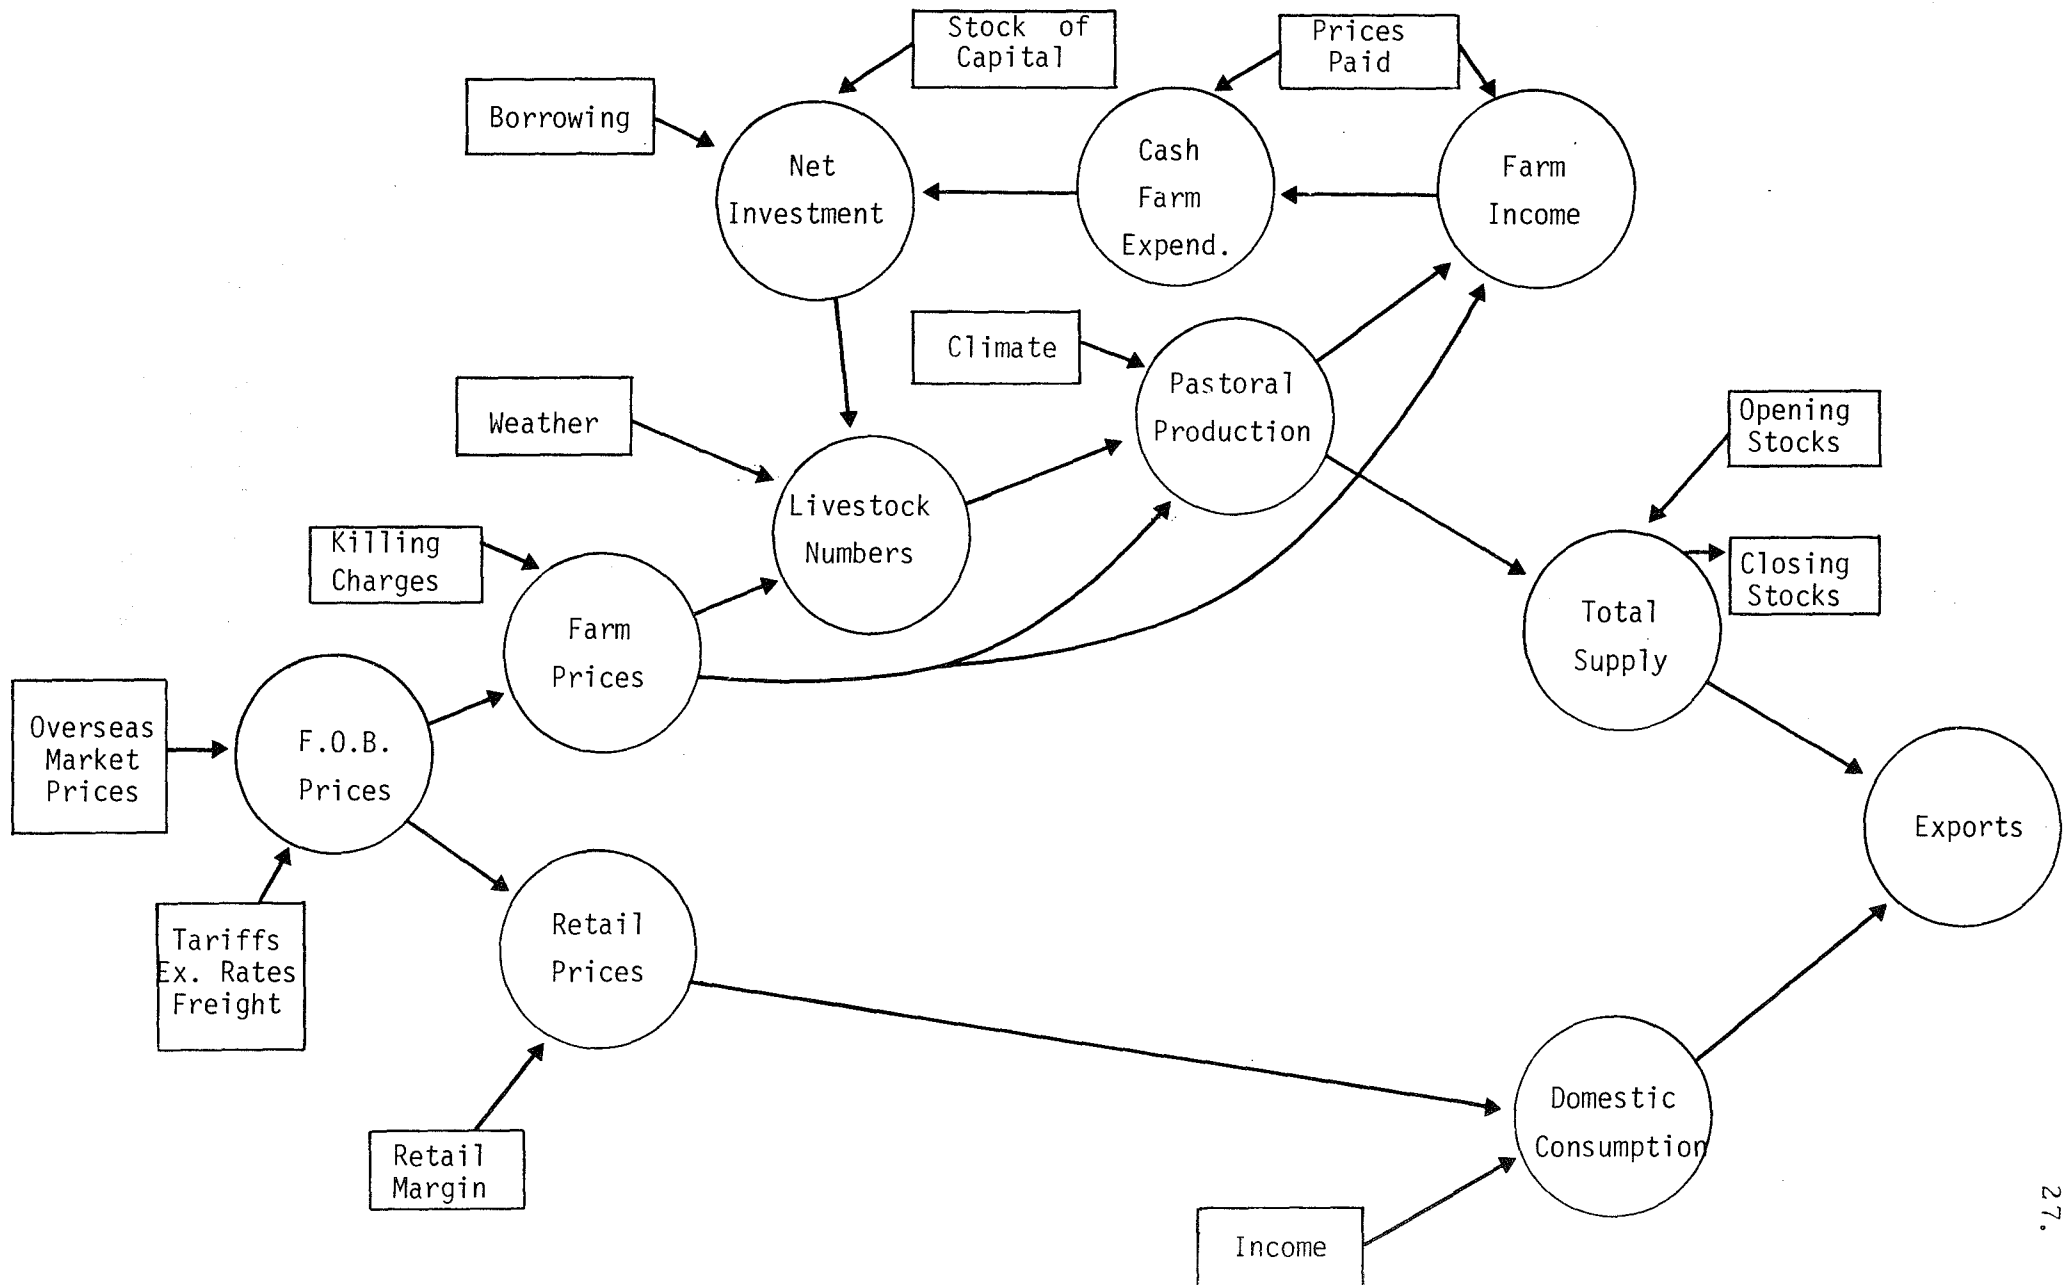 Stock of
Capital
Prices
Paid
Borrowing
Net
Investment
Cash
Farm
Expend.
Farm
Income
Climate
Pastoral
Production
Weather
Opening
Stocks
Livestock
Numbers
Killing
Charges
Closing
Stocks
Farm
Prices
Total
Supply
Overseas
Market
Prices
F.O.B.
Prices
Exports
Retail
Prices
Tariffs
Ex. Rates
Freight
Domestic
Consumption
Retail
Margin
Income
27.